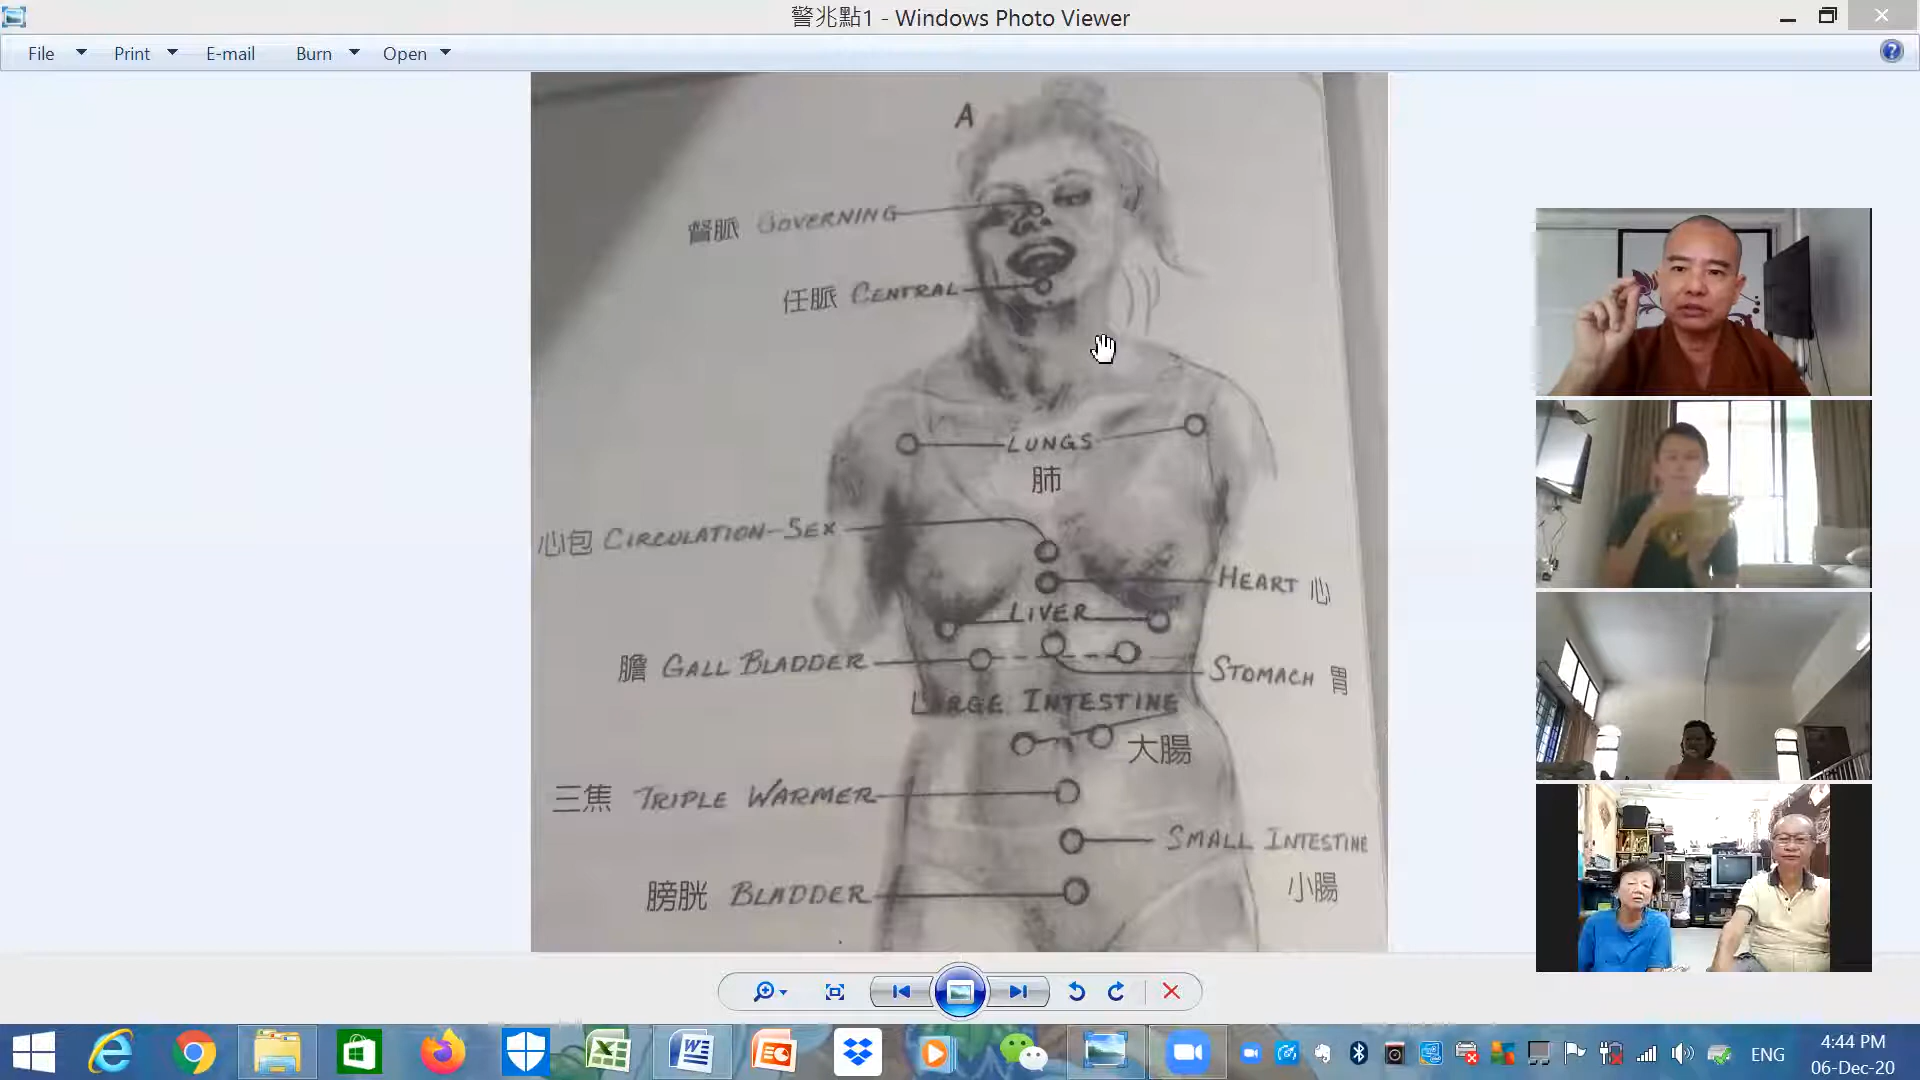 警兆點1 - Windows Photo Viewer
File Print E-mail Burn Open
A
督脈 GOVERNING
任脈 CENTRAL
LUNGS
肺
心包 CIRCULATION-SEX
HEART 心
LIVER
膽 GALL BLADDER
STOMACH 胃
LARGE INTESTINE
大腸
三焦 TRIPLE WARMER
SMALL INTESTINE
小腸
膀胱 BLADDER
ENG
4:44 PM
06-Dec-20